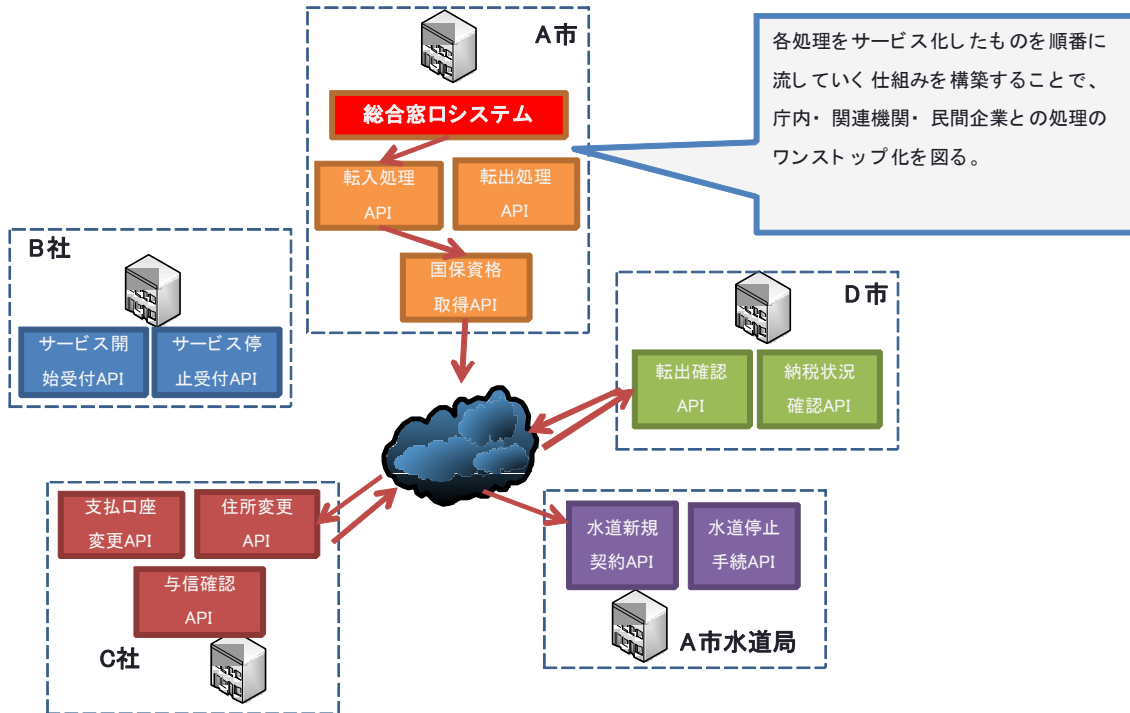 A市
総合窓口システム
転入処理
API
転出処理
API
国保資格
取得API
各処理をサービス化したものを順番に
流していく仕組みを構築することで、
庁内・関連機関・民間企業との処理の
ワンストップ化を図る。
B社
サービス開
始受付API
サービス停
止受付API
D市
転出確認
API
納税状況
確認API
支払口座
変更API
住所変更
API
与信確認
API
C社
水道新規
契約API
水道停止
手続API
A市水道局